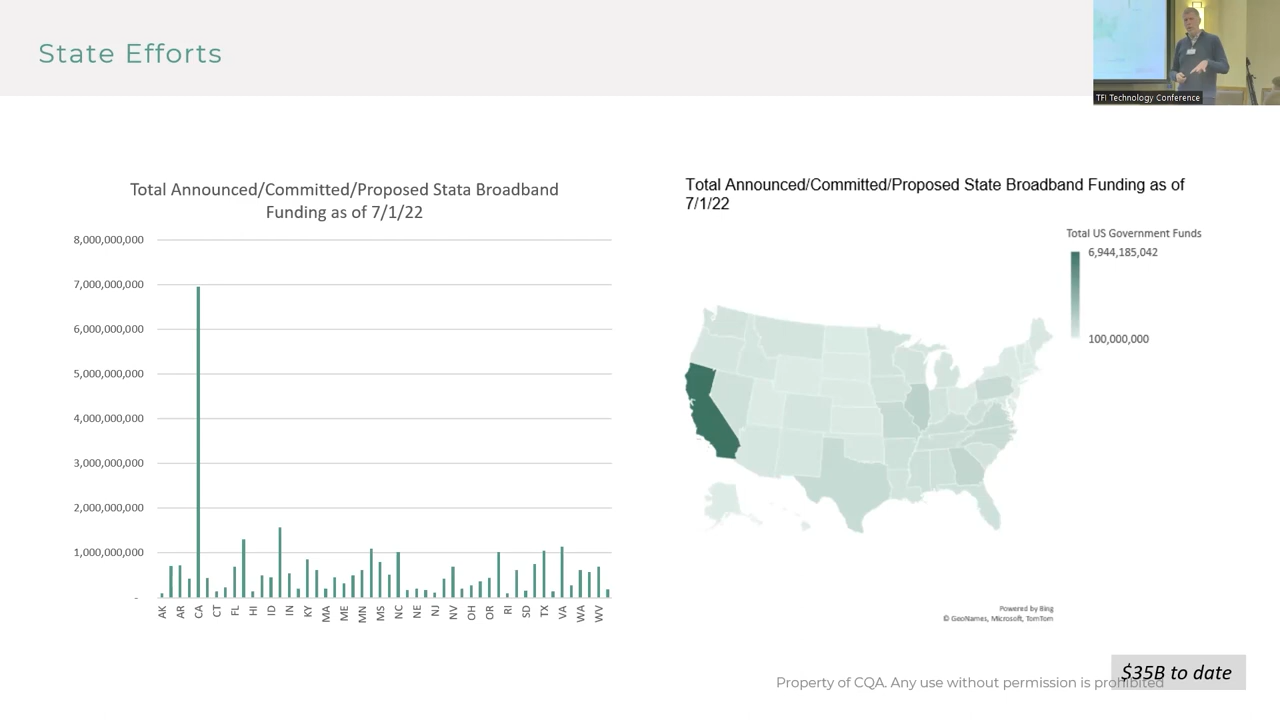 State Efforts
TFI Technology Conference
Total Announced/Committed/Proposed Stata Broadband
Funding as of 7/1/22
8,000,000,000
7,000,000,000
6,000,000,000
5,000,000,000
4,000,000,000
3,000,000,000
2,000,000,000
1,000,000,000
-
AK AR CA CT FL HI ID IN KY MA ME MN MS NC NE NJ NV OH OR RI SD TX VA WA WV
Total Announced/Committed/Proposed State Broadband Funding as of
7/1/22
Total US Government Funds
6,944,185,042
100,000,000
Powered by Bing
© GeoNames, Microsoft, TomTom
$35B to date
Property of CQA. Any use without permission is prohibited